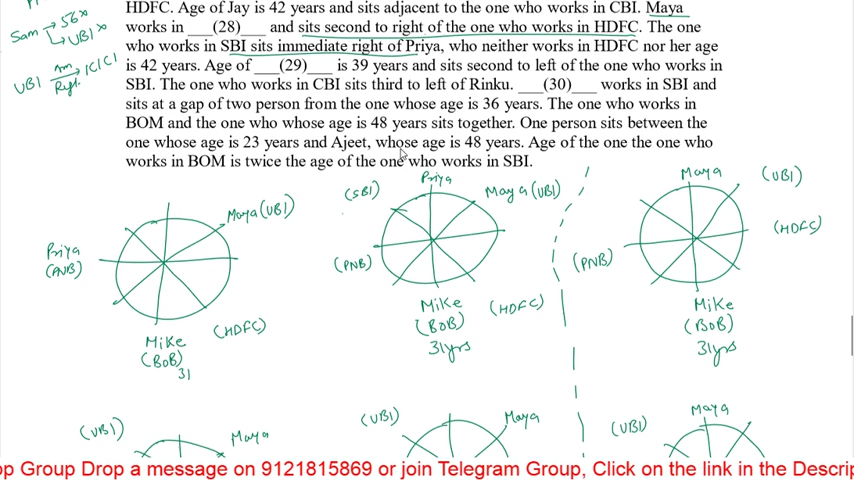 HDFC. Age of Jay is 42 years and sits adjacent to the one who works in CBI. Maya
works in ___(28)___ and sits second to right of the one who works in HDFC. The one
who works in SBI sits immediate right of Priya, who neither works in HDFC nor her age
is 42 years. Age of ___(29)___ is 39 years and sits second to left of the one who works in
SBI. The one who works in CBI sits third to left of Rinku. ___(30)___ works in SBI and
sits at a gap of two person from the one whose age is 36 years. The one who works in
BOM and the one who whose age is 48 years sits together. One person sits between the
one whose age is 23 years and Ajeet, whose age is 48 years. Age of the one the one who
works in BOM is twice the age of the one who works in SBI.
Sam → 56x
↳ UBI x
UBI → ICICI
Priya
(SBI)
Maya (UBI)
Maya
(UBI)
Maya (UBI)
Priya
(PNB)
(PNB)
(HDFC)
(PNB)
Mike
(BOB)
31
(HDFC)
Mike
(BOB)
31yrs
(HDFC)
Mike
(BOB)
31yrs
(UBI)
Maya
(UBI)
Maya
(UBI)
Maya
op Group Drop a message on 9121815869 or join Telegram Group, Click on the link in the Descrip